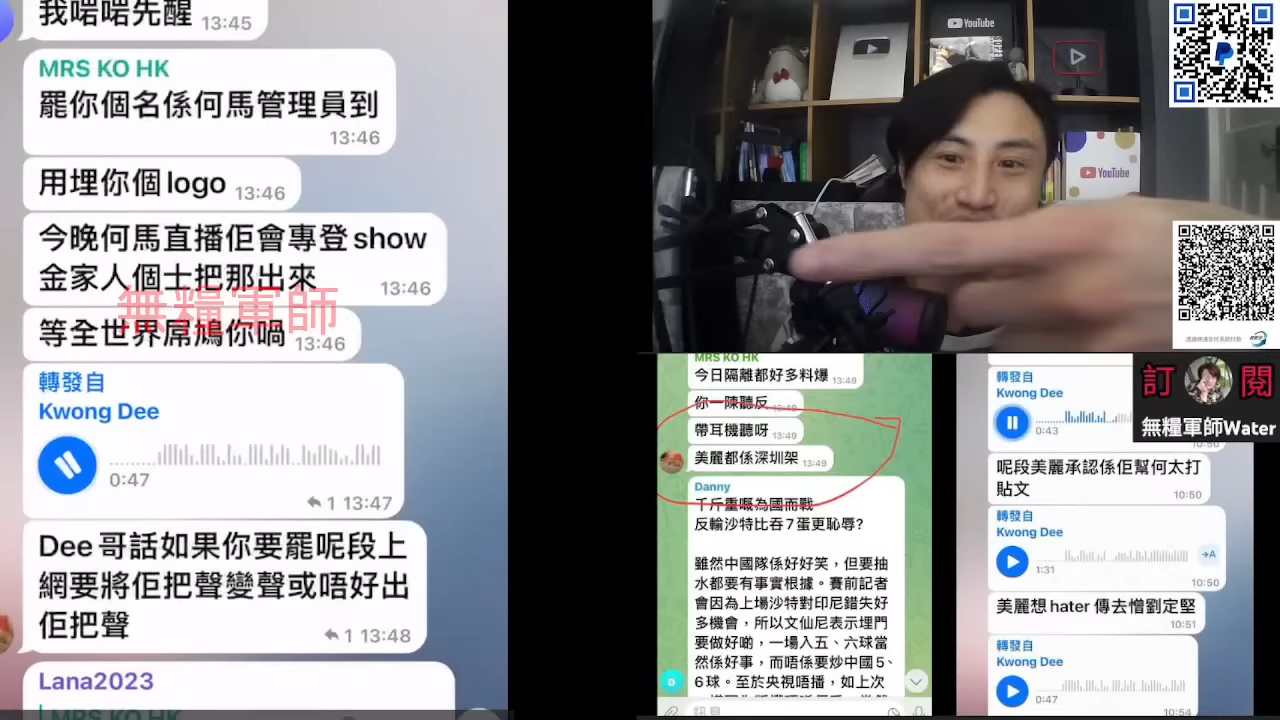 我啱啱先醒 13:45
MRS KO HK
罷你個名係何馬管理員到
13:46
用埋你個logo 13:46
今晚何馬直播佢會專登show
金家人個士把那出來 13:46
等全世界屌鳩你喎 13:46
無糧軍師
轉發自
Kwong Dee
0:47
1 13:47
Dee哥話如果你要罷呢段上
網要將佢把聲變聲或唔好出
佢把聲
1 13:48
Lana2023
MRS KO HK
YouTube
YouTube
MRS KO HK
今日隔離都好多料爆 13:49
你一陳聽反 13:49
帶耳機聽呀 13:49
美麗都係深圳架 13:49
Danny
千斤重嘅為國而戰
反輸沙特比吞7蛋更恥辱?
雖然中國隊係好好笑,但要抽
水都要有事實根據。賽前記者
會因為上場沙特對印尼錯失好
多機會,所以文仙尼表示埋門
要做好啲,一場入五、六球當
然係好事,而唔係要炒中國5、
6球。至於央視唔播,如上次
D
轉發自
Kwong Dee
0:43
10:50
訂 閱
無糧軍師Water
呢段美麗承認係佢幫何太打
貼文 10:50
轉發自
Kwong Dee
1:31
→A
10:50
美麗想hater傳去憎劉定堅
10:51
轉發自
Kwong Dee
0:47
10:54